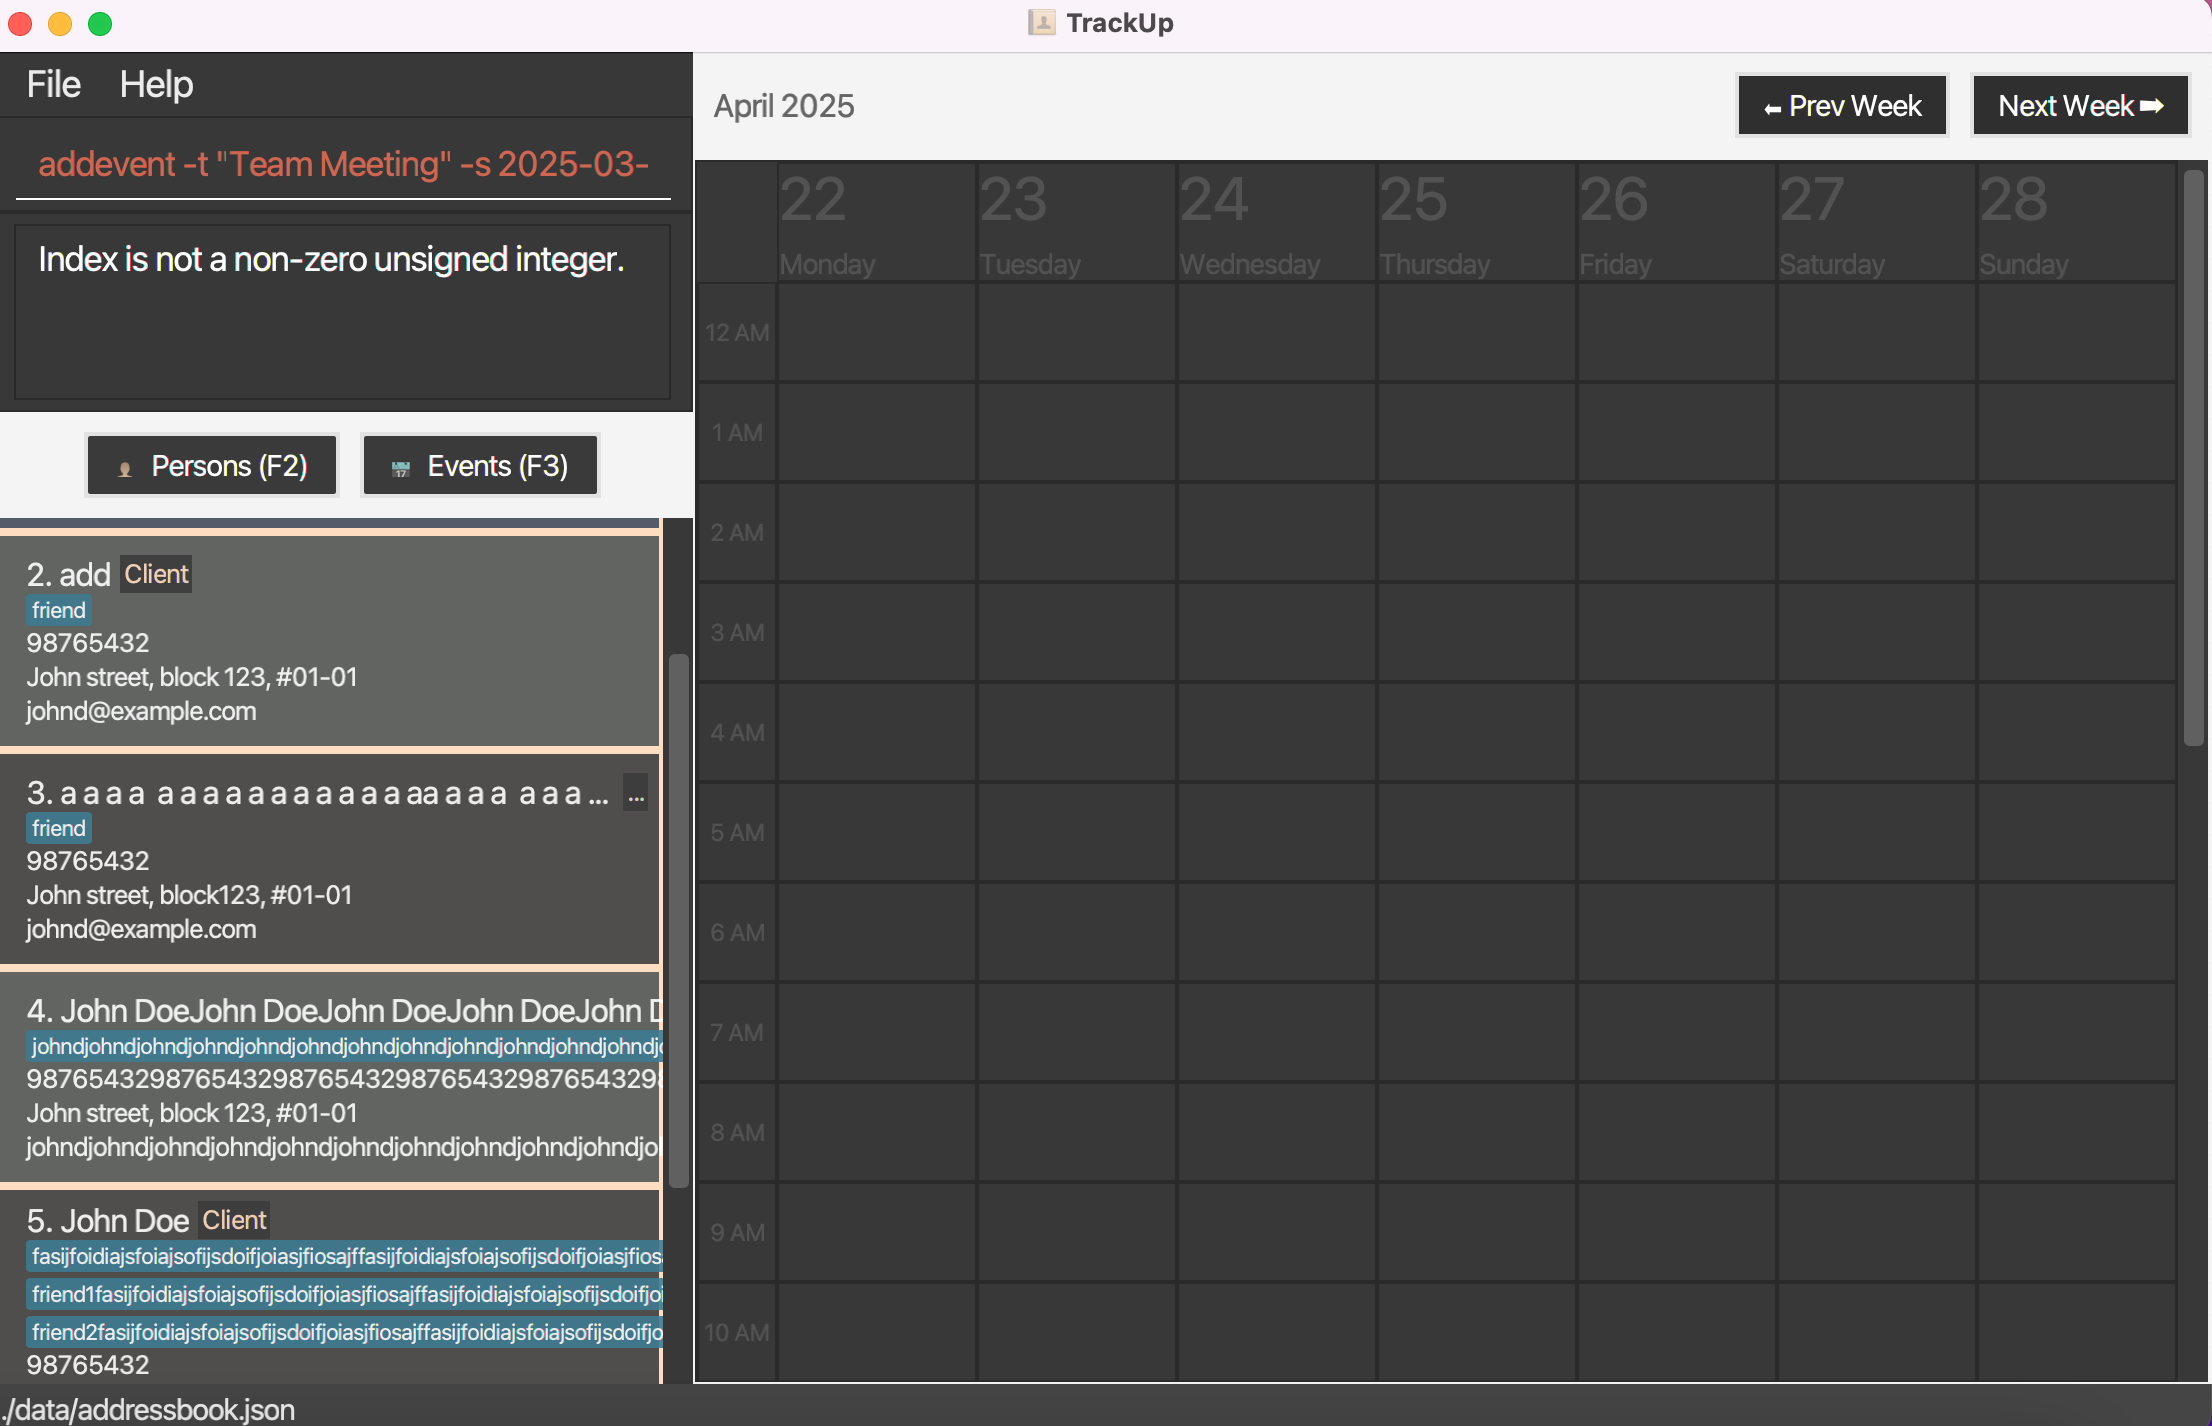 TrackUp
File Help
addevent -t "Team Meeting" -s 2025-03-
Index is not a non-zero unsigned integer.
Persons (F2) Events (F3)
2. add Client
friend
98765432
John street, block 123, #01-01
johnd@example.com
3. a a a a a a a a a a a a a a a aa a a a a a a ... ...
friend
98765432
John street, block123, #01-01
johnd@example.com
4. John DoeJohn DoeJohn DoeJohn DoeJohn D
johndjohndjohndjohndjohndjohndjohndjohndjohndjohndjohndjohndj
98765432987654329876543298765432987654329
John street, block 123, #01-01
johndjohndjohndjohndjohndjohndjohndjohndjohndjohndjo
5. John Doe Client
fasijfoidiajsfoiajsofijsdoifjoiasjfiosajffasijfoidiajsfoiajsofijsdoifjoiasjfios
friend1fasijfoidiajsfoiajsofijsdoifjoiasjfiosajffasijfoidiajsfoiajsofijsdoifjoi
friend2fasijfoidiajsfoiajsofijsdoifjoiasjfiosajffasijfoidiajsfoiajsofijsdoifjo
98765432
./data/addressbook.json
April 2025
⬅ Prev Week Next Week ➡
22 23 24 25 26 27 28
Monday Tuesday Wednesday Thursday Friday Saturday Sunday
12 AM
1 AM
2 AM
3 AM
4 AM
5 AM
6 AM
7 AM
8 AM
9 AM
10 AM